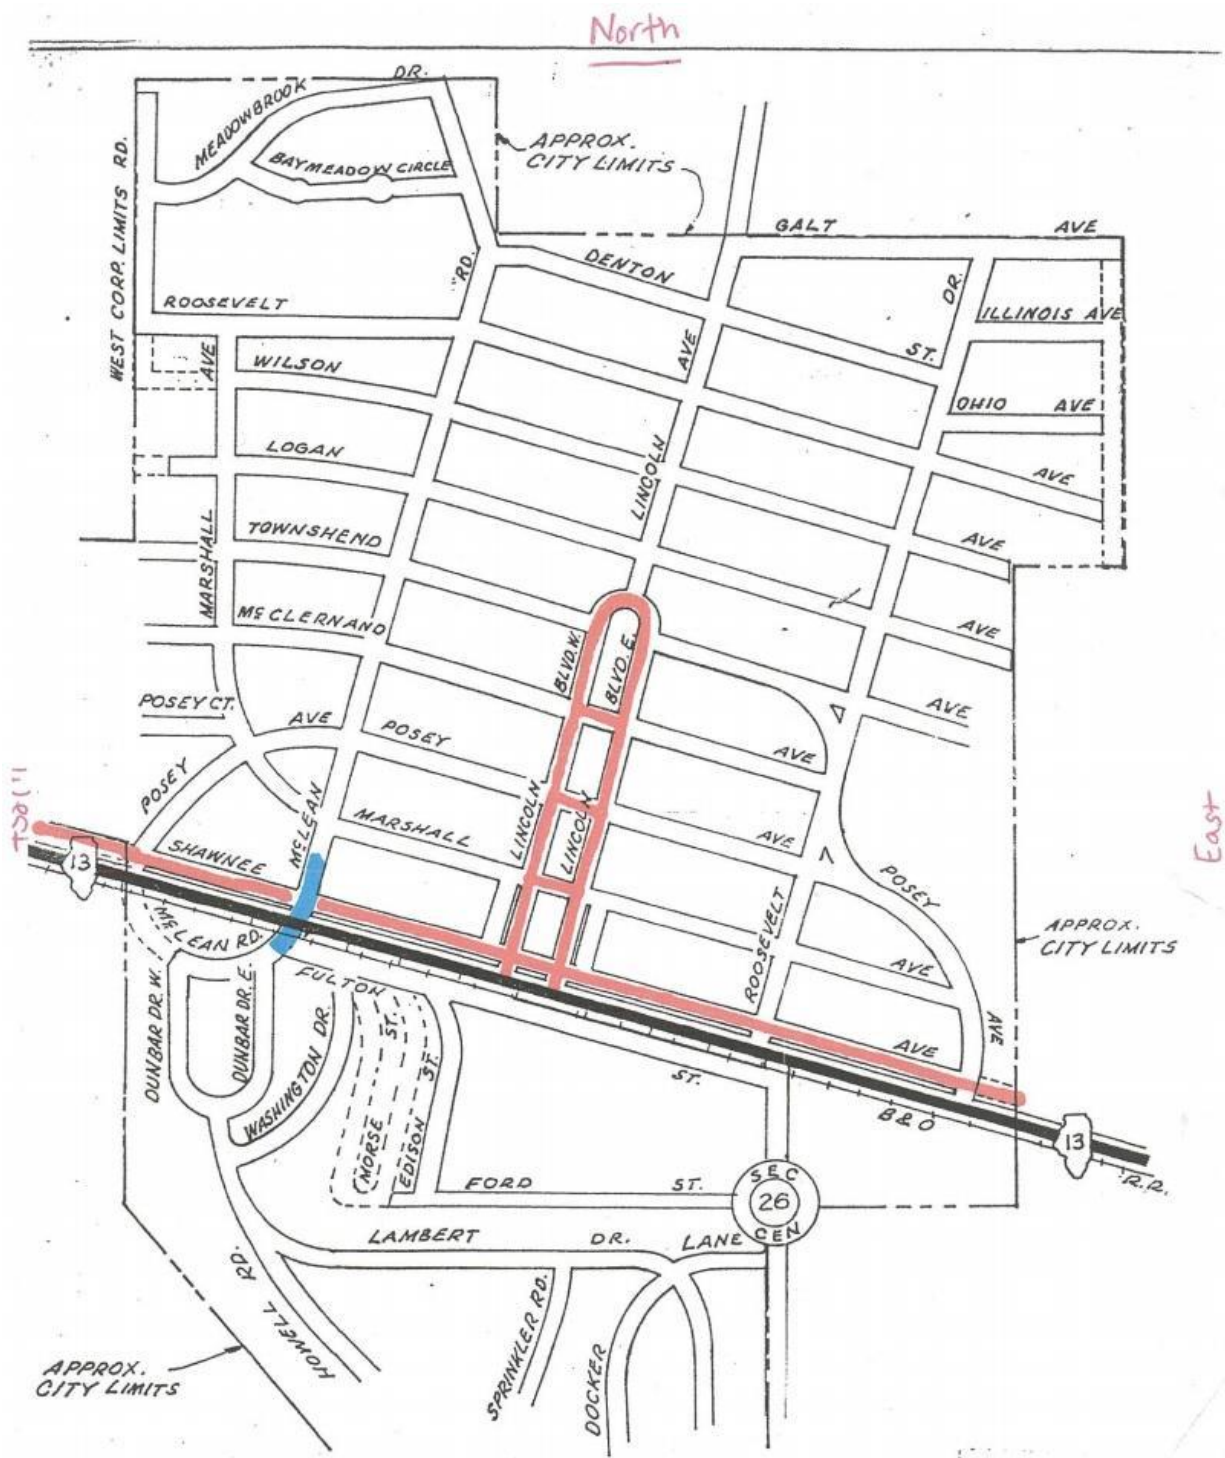 North
DR.
MEADOWBROOK
BAY MEADOW CIRCLE
APPROX.
CITY LIMITS
WEST CORP. LIMITS RD.
GALT AVE
DENTON ST.
RD.
DR.
ROOSEVELT
ILLINOIS AVE
AVE
WILSON
AVE
OHIO AVE
LOGAN
LINCOLN
AVE
MARSHALL
TOWNSHEND
AVE
McCLERNAND
AVE
BLVD. W.
BLVD. E.
POSEY CT.
AVE
POSEY
AVE
AVE
POSEY
McLEAN
MARSHALL
LINCOLN
LINCOLN
AVE
East
SHAWNEE
13
POSEY
ROOSEVELT
McLEAN RD.
AVE
APPROX.
CITY LIMITS
FULTON
DUNBAR DR. W.
DUNBAR DR. E.
WASHINGTON DR.
ST.
ST.
AVE
AVE
ST.
B & O
MORSE
EDISON
13
R.R.
FORD ST.
SEC
26
CEN
LAMBERT DR. LANE
HOWELL RD.
SPRINKLER RD.
DOCKER
APPROX.
CITY LIMITS